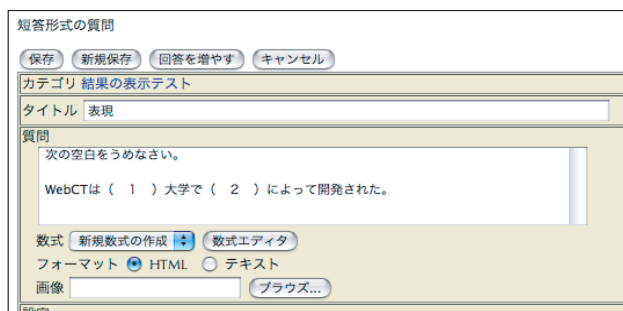 短答形式の質問
保存 新規保存 回答を増やす キャンセル
カテゴリ 結果の表示テスト
タイトル 表現
質問
次の空白をうめなさい。
WebCTは（　１　）大学で（　２　）によって開発された。
数式 新規数式の作成 数式エディタ
フォーマット HTML テキスト
画像 ブラウズ...